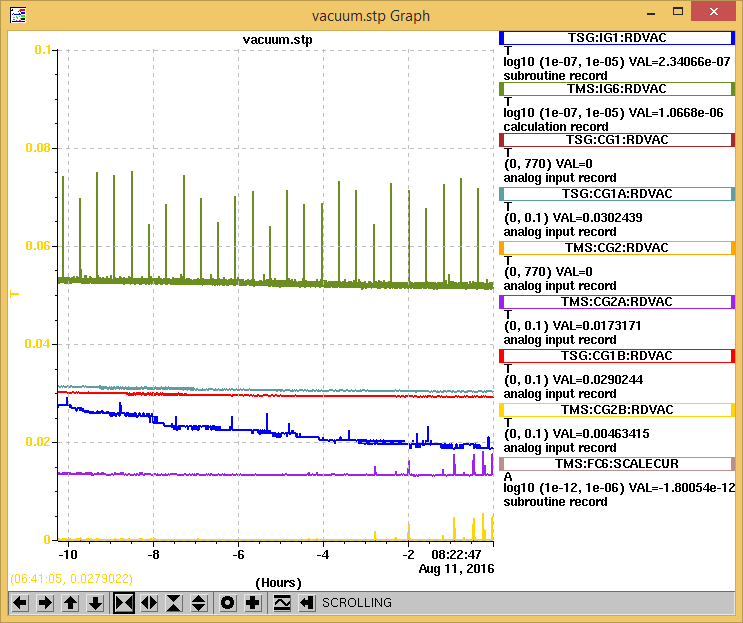 vacuum.stp Graph
vacuum.stp
0.1
0.08
0.06
T
0.04
0.02
0
-10
-8
-6
-4
-2
08:22:47
Aug 11, 2016
(06:41:05, 0.0279022)
(Hours)
TSG:IG1:RDVAC
T
log10 (1e-07, 1e-05) VAL=2.34066e-07
subroutine record
TMS:IG6:RDVAC
T
log10 (1e-07, 1e-05) VAL=1.0668e-06
calculation record
TSG:CG1:RDVAC
T
(0, 770) VAL=0
analog input record
TSG:CG1A:RDVAC
T
(0, 0.1) VAL=0.0302439
analog input record
TMS:CG2:RDVAC
T
(0, 770) VAL=0
analog input record
TMS:CG2A:RDVAC
T
(0, 0.1) VAL=0.0173171
analog input record
TSG:CG1B:RDVAC
T
(0, 0.1) VAL=0.0290244
analog input record
TMS:CG2B:RDVAC
T
(0, 0.1) VAL=0.00463415
analog input record
TMS:FC6:SCALECUR
A
log10 (1e-12, 1e-06) VAL=-1.80054e-12
subroutine record
SCROLLING